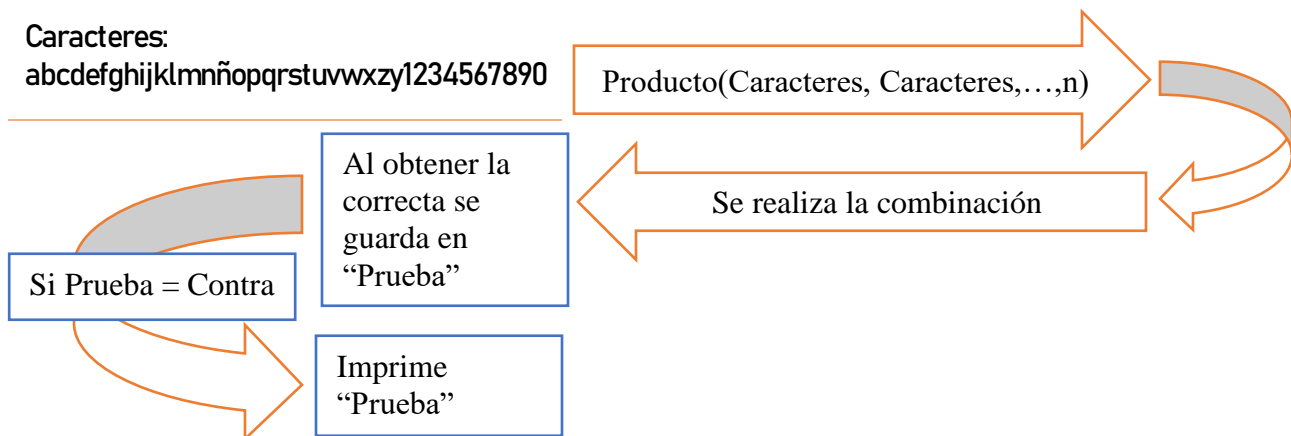 Caracteres:
abcdefghijklmnñopqrstuvwxzy1234567890
Producto(Caracteres, Caracteres,…,n)
Se realiza la combinación
Al obtener la
correcta se
guarda en
“Prueba”
Si Prueba = Contra
Imprime
“Prueba”